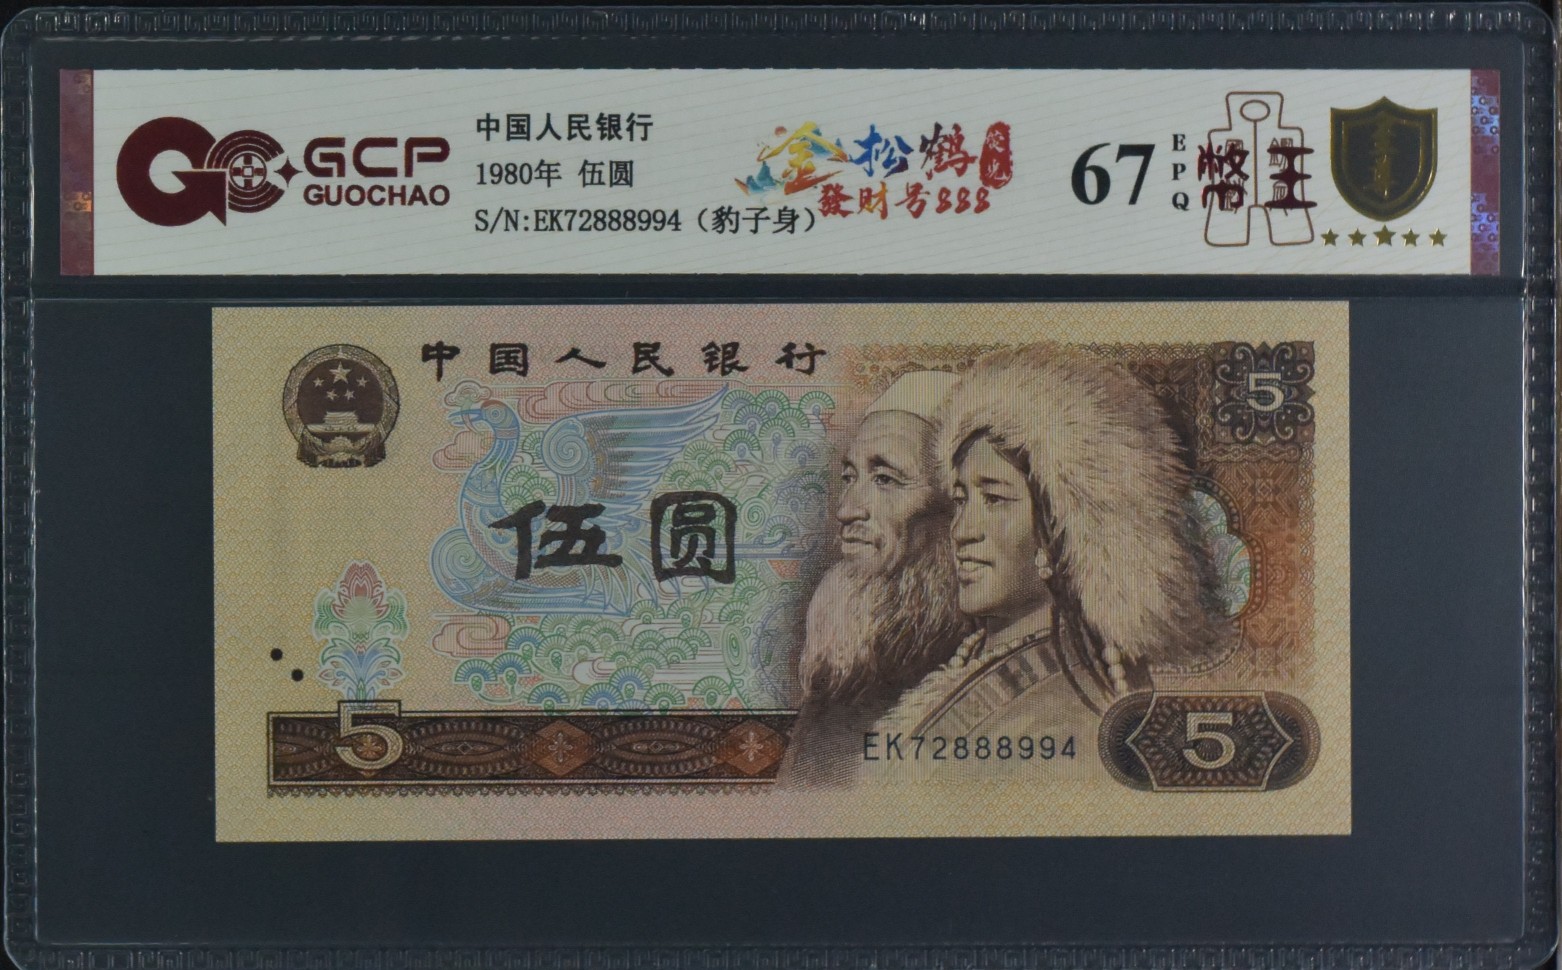 GCP
GUOCHAO
中国人民银行
1980年 伍圆
S/N:EK72888994（豹子身）
金松鹤
發財号888
67
EPQ
★★★★★
中国人民银行
5
伍圆
5
EK72888994
5